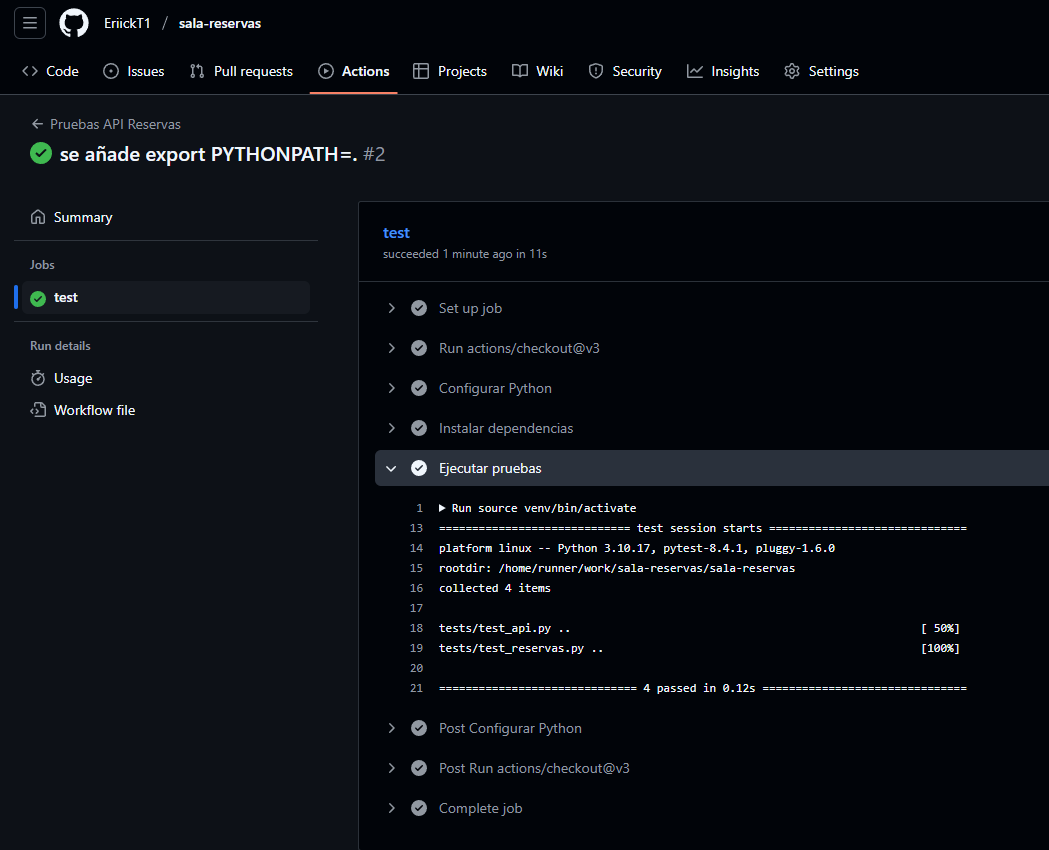 EriickT1 / sala-reservas
Code Issues Pull requests Actions Projects Wiki Security Insights Settings
Pruebas API Reservas
se añade export PYTHONPATH=. #2
Summary
Jobs
test
Run details
Usage
Workflow file
test
succeeded 1 minute ago in 11s
Set up job
Run actions/checkout@v3
Configurar Python
Instalar dependencias
Ejecutar pruebas
1 Run source venv/bin/activate
13 ============================= test session starts ==============================
14 platform linux -- Python 3.10.17, pytest-8.4.1, pluggy-1.6.0
15 rootdir: /home/runner/work/sala-reservas/sala-reservas
16 collected 4 items
17
18 tests/test_api.py .. [ 50%]
19 tests/test_reservas.py .. [100%]
20
21 ============================== 4 passed in 0.12s ===============================
Post Configurar Python
Post Run actions/checkout@v3
Complete job